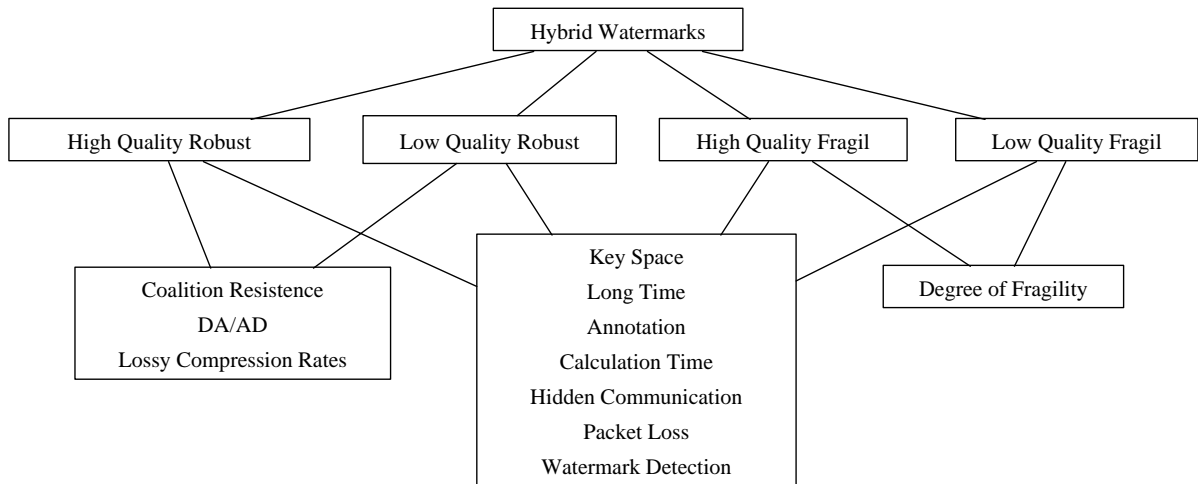 Hybrid Watermarks
High Quality Robust
Low Quality Robust
High Quality Fragil
Low Quality Fragil
Coalition Resistence
DA/AD
Lossy Compression Rates
Key Space
Long Time
Annotation
Calculation Time
Hidden Communication
Packet Loss
Watermark Detection
Degree of Fragility